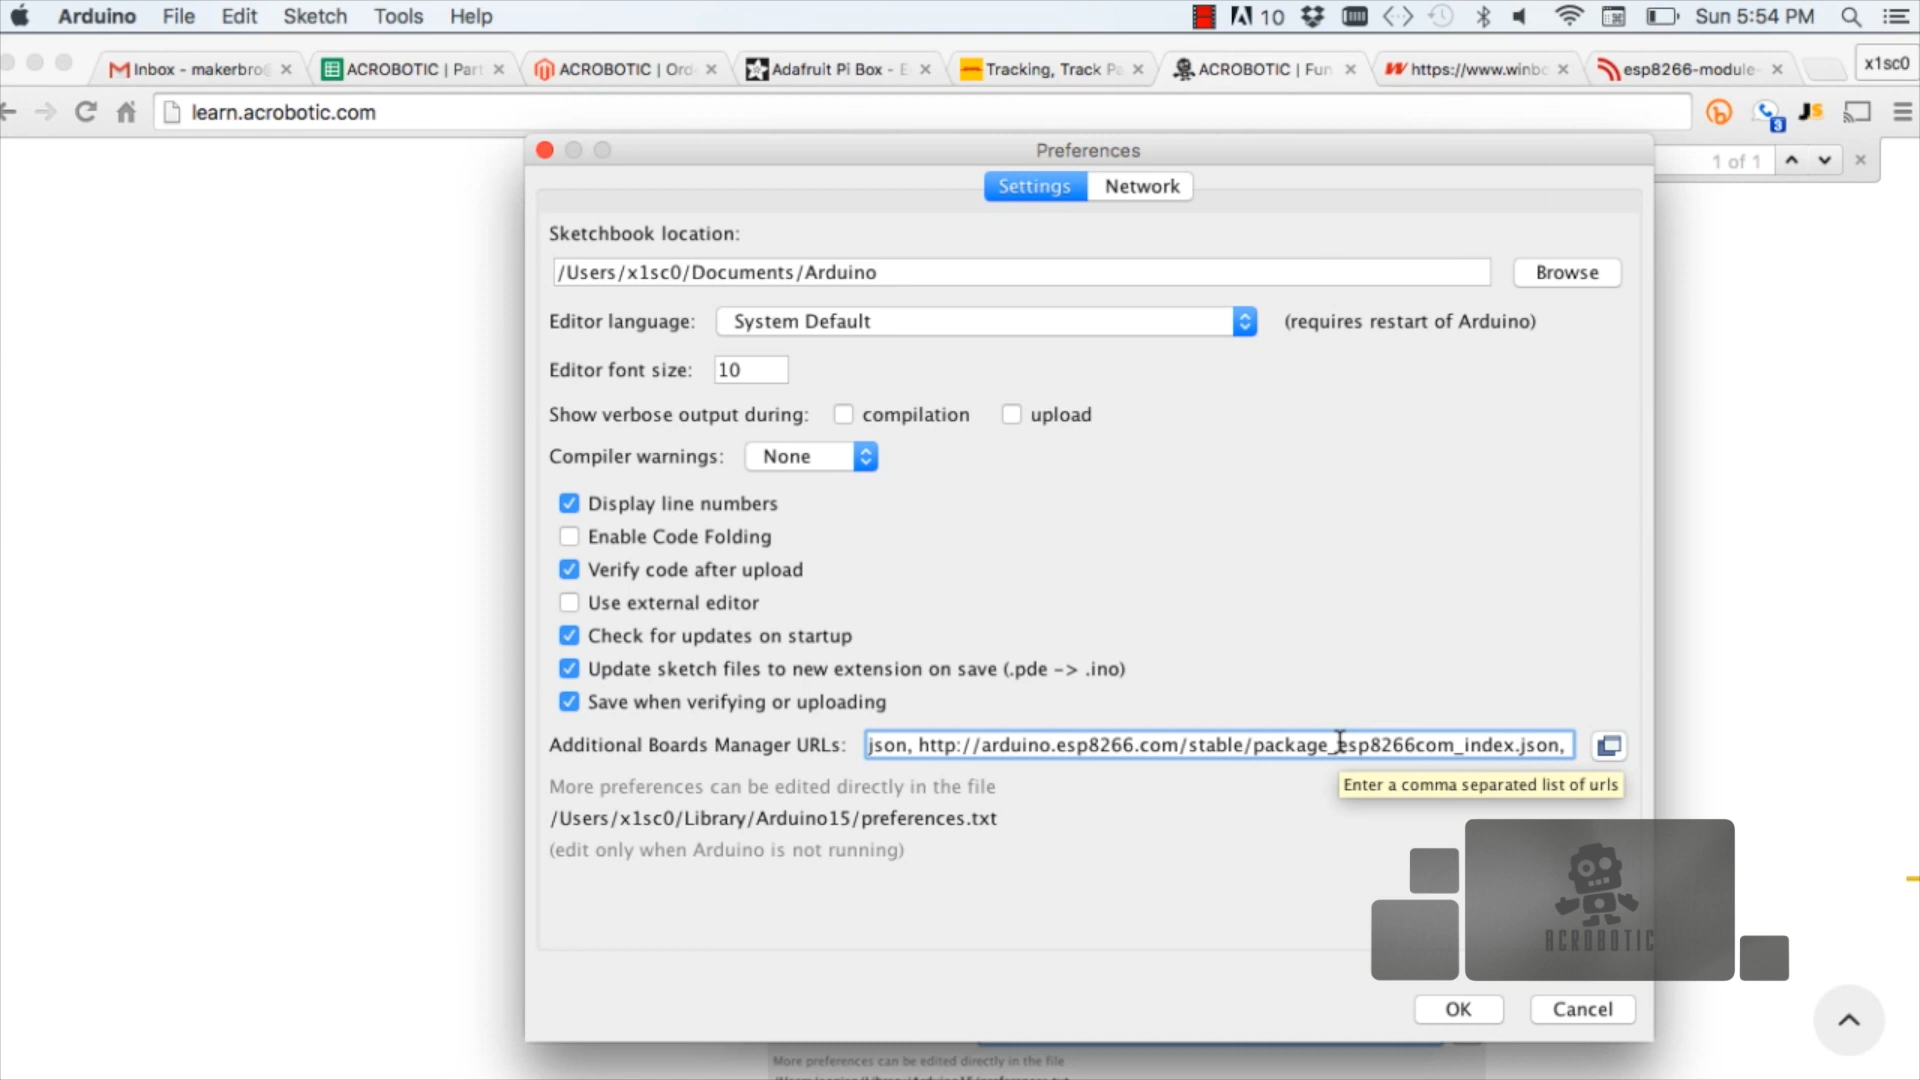 Arduino File Edit Sketch Tools Help 10 Sun 5:54 PM
Inbox - makerbro ACROBOTIC | Part ACROBOTIC | Ord Adafruit Pi Box - E Tracking, Track Pa ACROBOTIC | Fun https://www.winbo esp8266-module- x1sc0
learn.acrobotic.com JS 3
Preferences
1 of 1
Settings Network
Sketchbook location:
/Users/x1sc0/Documents/Arduino Browse
Editor language: System Default (requires restart of Arduino)
Editor font size: 10
Show verbose output during: compilation upload
Compiler warnings: None
Display line numbers
Enable Code Folding
Verify code after upload
Use external editor
Check for updates on startup
Update sketch files to new extension on save (.pde -> .ino)
Save when verifying or uploading
Additional Boards Manager URLs: json, http://arduino.esp8266.com/stable/package_esp8266com_index.json,
More preferences can be edited directly in the file
Enter a comma separated list of urls
/Users/x1sc0/Library/Arduino15/preferences.txt
(edit only when Arduino is not running)
ACROBOTIC
OK Cancel
More preferences can be edited directly in the file